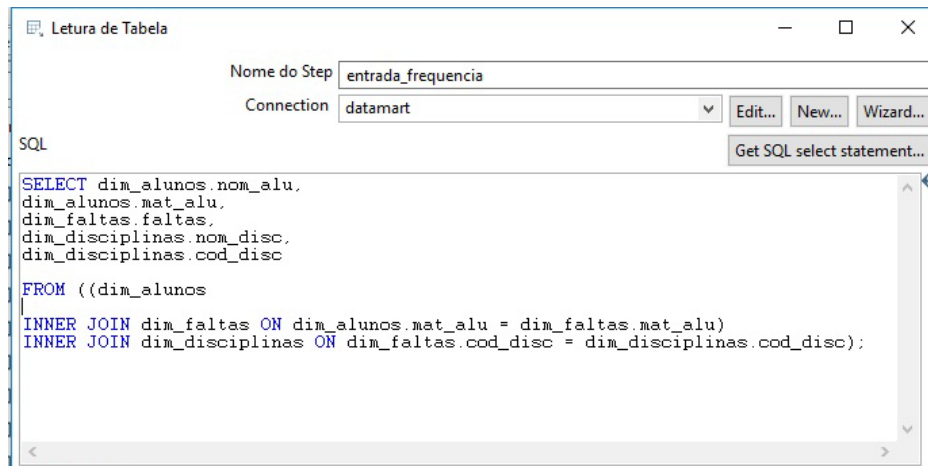 Letura de Tabela
Nome do Step entrada_frequencia
Connection datamart Edit... New... Wizard...
SQL Get SQL select statement...
SELECT dim_alunos.nom_alu,
dim_alunos.mat_alu,
dim_faltas.faltas,
dim_disciplinas.nom_disc,
dim_disciplinas.cod_disc
FROM ((dim_alunos
INNER JOIN dim_faltas ON dim_alunos.mat_alu = dim_faltas.mat_alu)
INNER JOIN dim_disciplinas ON dim_faltas.cod_disc = dim_disciplinas.cod_disc);